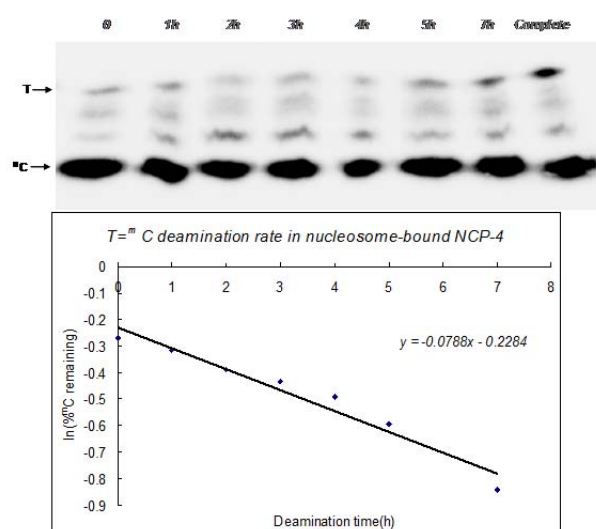 0 1h 2h 3h 4h 5h 7h Complete
T
ᵐC
T=ᵐ C deamination rate in nucleosome-bound NCP-4
0
0 1 2 3 4 5 6 7 8
-0.1
-0.2
-0.3
-0.4
-0.5
-0.6
-0.7
-0.8
-0.9
y = -0.0788x - 0.2284
ln(%ᵐC remaining)
Deamination time(h)